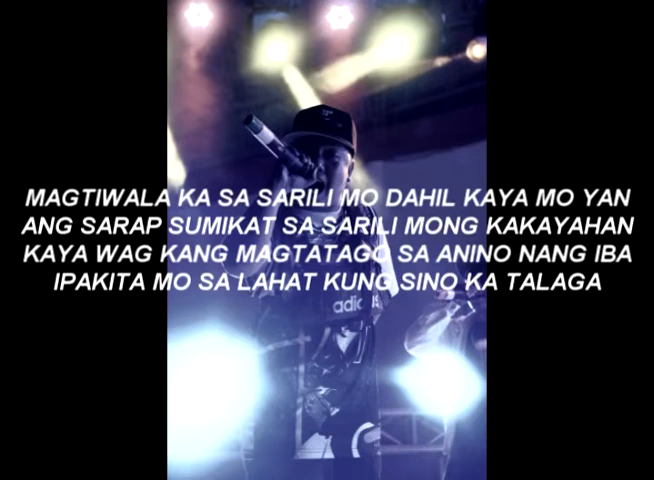 MAGTIWALA KA SA SARILI MO DAHIL KAYA MO YAN
ANG SARAP SUMIKAT SA SARILI MONG KAKAYAHAN
KAYA WAG KANG MAGTATAGO SA ANINO NANG IBA
IPAKITA MO SA LAHAT KUNG SINO KA TALAGA
adidas